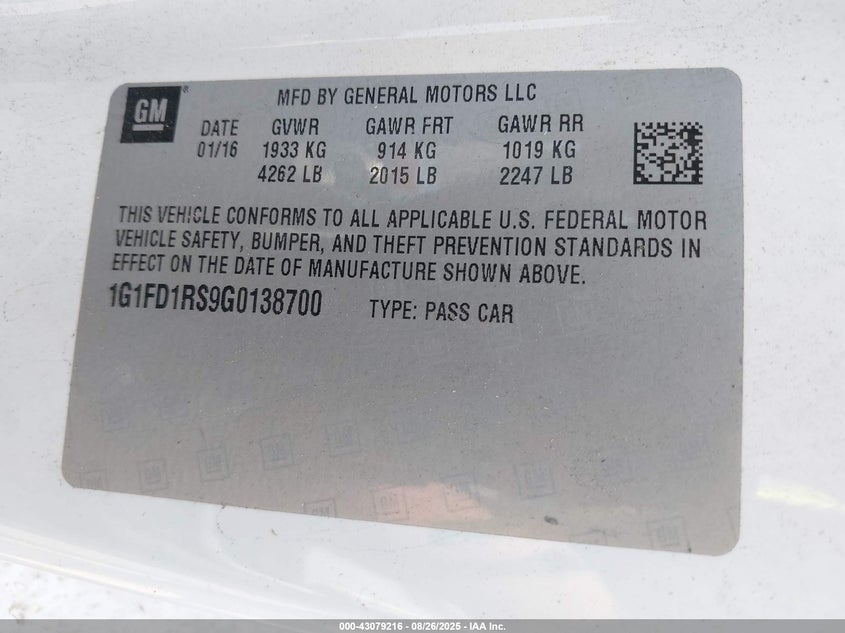 GM
MFD BY GENERAL MOTORS LLC
DATE GVWR GAWR FRT GAWR RR
01/16 1933 KG 914 KG 1019 KG
4262 LB 2015 LB 2247 LB
THIS VEHICLE CONFORMS TO ALL APPLICABLE U.S. FEDERAL MOTOR
VEHICLE SAFETY, BUMPER, AND THEFT PREVENTION STANDARDS IN
EFFECT ON THE DATE OF MANUFACTURE SHOWN ABOVE.
1G1FD1RS9G0138700 TYPE: PASS CAR
000-43079216 - 08/26/2025 - IAA Inc.